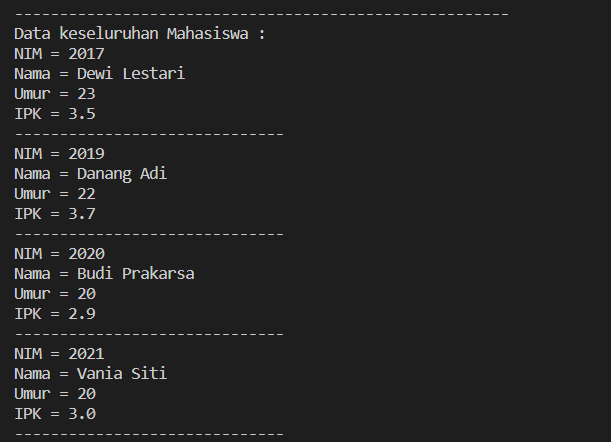 -------------------------------------------------------
Data keseluruhan Mahasiswa :
NIM = 2017
Nama = Dewi Lestari
Umur = 23
IPK = 3.5
------------------------------
NIM = 2019
Nama = Danang Adi
Umur = 22
IPK = 3.7
------------------------------
NIM = 2020
Nama = Budi Prakarsa
Umur = 20
IPK = 2.9
------------------------------
NIM = 2021
Nama = Vania Siti
Umur = 20
IPK = 3.0
------------------------------